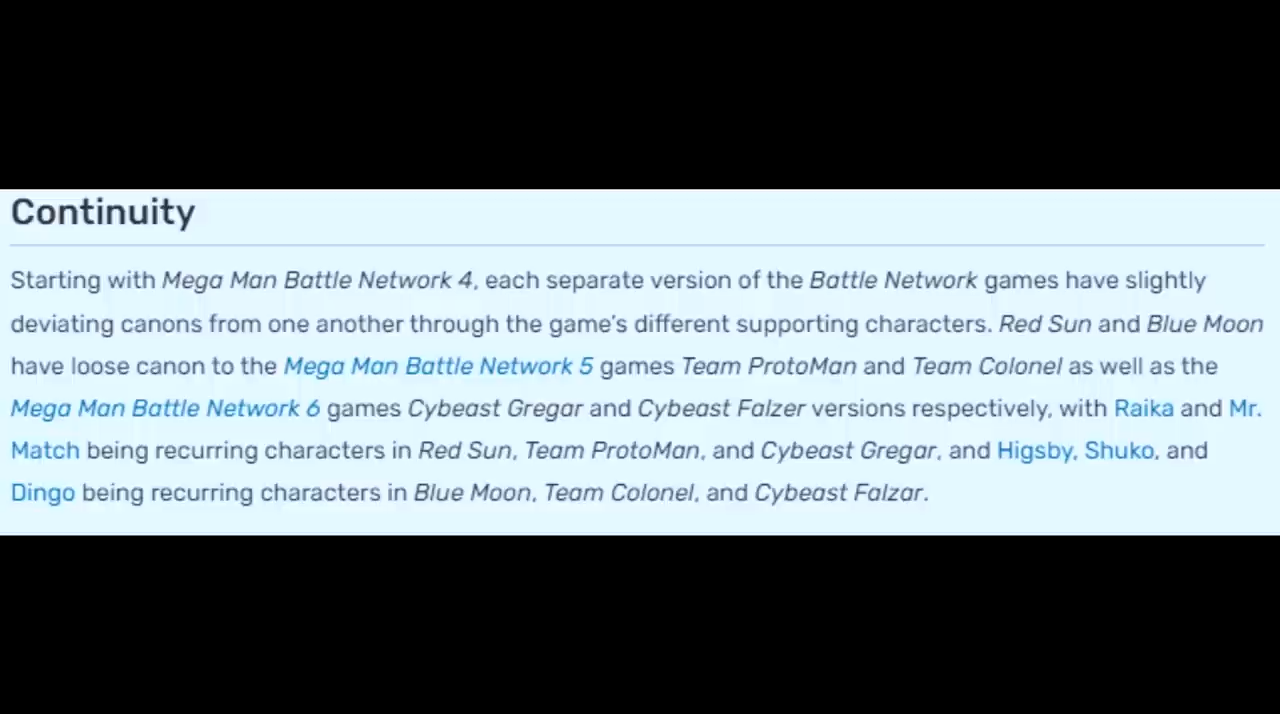 Continuity
Starting with Mega Man Battle Network 4, each separate version of the Battle Network games have slightly
deviating canons from one another through the game's different supporting characters. Red Sun and Blue Moon
have loose canon to the Mega Man Battle Network 5 games Team ProtoMan and Team Colonel as well as the
Mega Man Battle Network 6 games Cybeast Gregar and Cybeast Falzer versions respectively, with Raika and Mr.
Match being recurring characters in Red Sun, Team ProtoMan, and Cybeast Gregar, and Higsby, Shuko, and
Dingo being recurring characters in Blue Moon, Team Colonel, and Cybeast Falzar.